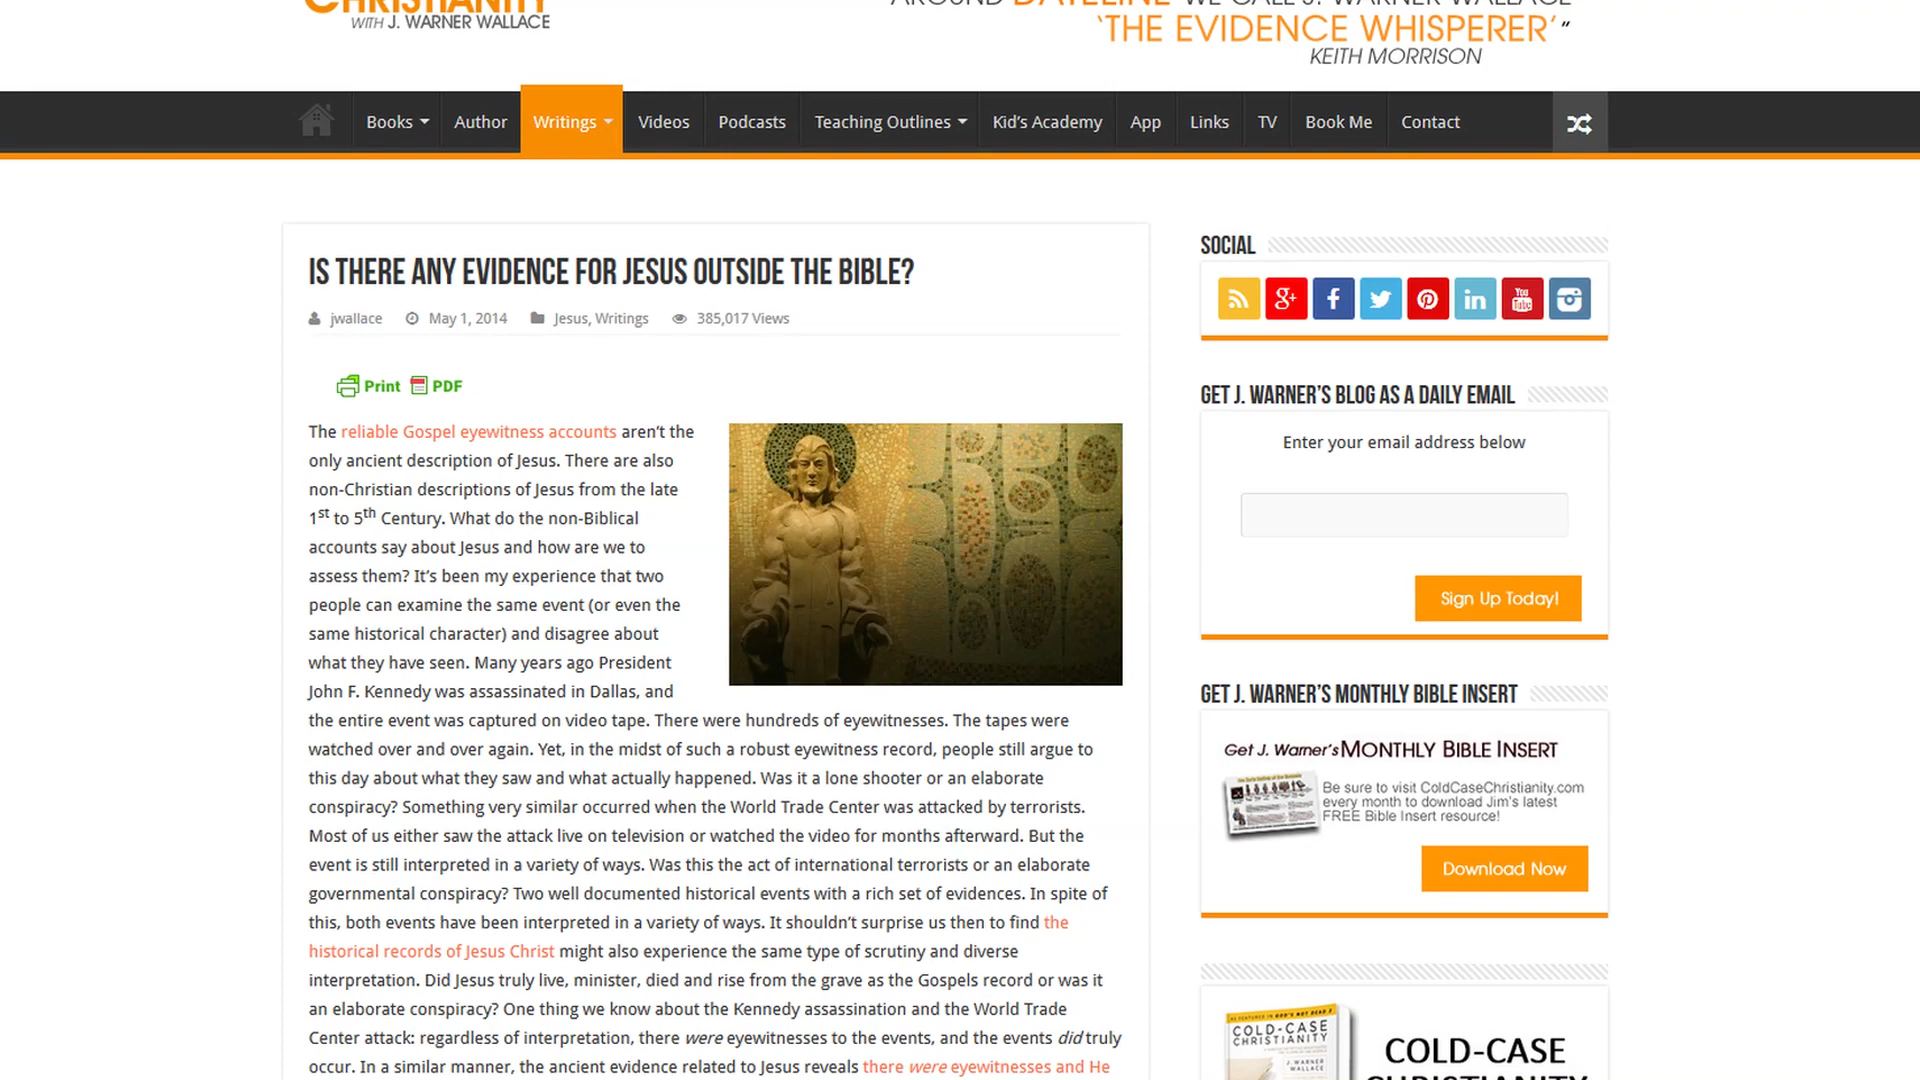 CHRISTIANITY
WITH J. WARNER WALLACE
AROUND DATELINE WE CALL J. WARNER WALLACE
‘THE EVIDENCE WHISPERER’”
KEITH MORRISON
Books
Author
Writings
Videos
Podcasts
Teaching Outlines
Kid’s Academy
App
Links
TV
Book Me
Contact
IS THERE ANY EVIDENCE FOR JESUS OUTSIDE THE BIBLE?
jwallace May 1, 2014 Jesus, Writings 385,017 Views
Print PDF
The reliable Gospel eyewitness accounts aren’t the
only ancient description of Jesus. There are also
non-Christian descriptions of Jesus from the late
1st to 5th Century. What do the non-Biblical
accounts say about Jesus and how are we to
assess them? It’s been my experience that two
people can examine the same event (or even the
same historical character) and disagree about
what they have seen. Many years ago President
John F. Kennedy was assassinated in Dallas, and
the entire event was captured on video tape. There were hundreds of eyewitnesses. The tapes were
watched over and over again. Yet, in the midst of such a robust eyewitness record, people still argue to
this day about what they saw and what actually happened. Was it a lone shooter or an elaborate
conspiracy? Something very similar occurred when the World Trade Center was attacked by terrorists.
Most of us either saw the attack live on television or watched the video for months afterward. But the
event is still interpreted in a variety of ways. Was this the act of international terrorists or an elaborate
governmental conspiracy? Two well documented historical events with a rich set of evidences. In spite of
this, both events have been interpreted in a variety of ways. It shouldn’t surprise us then to find the
historical records of Jesus Christ might also experience the same type of scrutiny and diverse
interpretation. Did Jesus truly live, minister, died and rise from the grave as the Gospels record or was it
an elaborate conspiracy? One thing we know about the Kennedy assassination and the World Trade
Center attack: regardless of interpretation, there were eyewitnesses to the events, and the events did truly
occur. In a similar manner, the ancient evidence related to Jesus reveals there were eyewitnesses and He
SOCIAL
g+
f
in
You
Tube
GET J. WARNER’S BLOG AS A DAILY EMAIL
Enter your email address below
Sign Up Today!
GET J. WARNER’S MONTHLY BIBLE INSERT
Get J. Warner’s MONTHLY BIBLE INSERT
Be sure to visit ColdCaseChristianity.com
every month to download Jim’s latest
FREE Bible Insert resource!
Download Now
AS FEATURED IN GOD’S NOT DEAD 2
COLD-CASE
CHRISTIANITY
J. WARNER
WALLACE
COLD-CASE
CHRISTIANITY